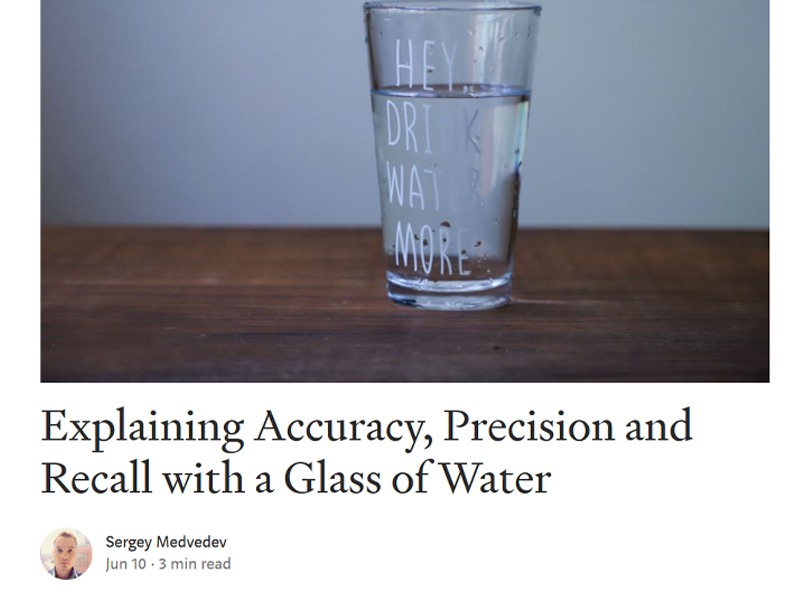 HEY,
DRINK
WATER
MORE
Explaining Accuracy, Precision and
Recall with a Glass of Water
Sergey Medvedev
Jun 10 · 3 min read